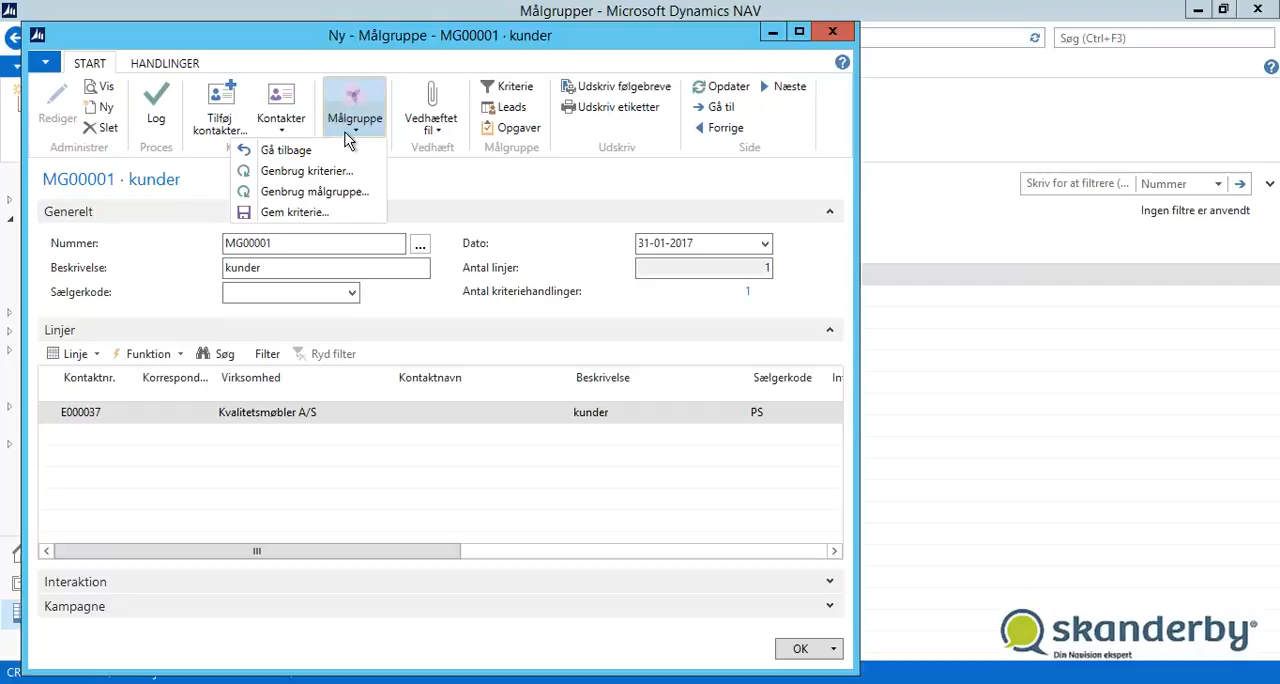 Målgrupper - Microsoft Dynamics NAV
Søg (Ctrl+F3)
Ny - Målgruppe - MG00001 · kunder
START
HANDLINGER
Rediger
Vis
Ny
Slet
Administrer
Log
Proces
Tilføj
kontakter...
Kontakter
Målgruppe
Vedhæftet
fil
Vedhæft
Kriterie
Leads
Opgaver
Målgruppe
Udskriv følgebreve
Udskriv etiketter
Udskriv
Opdater
Næste
Gå til
Forrige
Side
Gå tilbage
Genbrug kriterier...
Genbrug målgruppe...
Gem kriterie...
MG00001 · kunder
Skriv for at filtrere (...
Nummer
Ingen filtre er anvendt
Generelt
Nummer:
MG00001
...
Dato:
31-01-2017
Beskrivelse:
kunder
Antal linjer:
1
Sælgerkode:
Antal kriteriehandlinger:
1
Linjer
Linje
Funktion
Søg
Filter
Ryd filter
Kontaktnr.
Korrespond...
Virksomhed
Kontaktnavn
Beskrivelse
Sælgerkode
E000037
Kvalitetsmøbler A/S
kunder
PS
Interaktion
Kampagne
OK
skanderby®
Din Navision ekspert